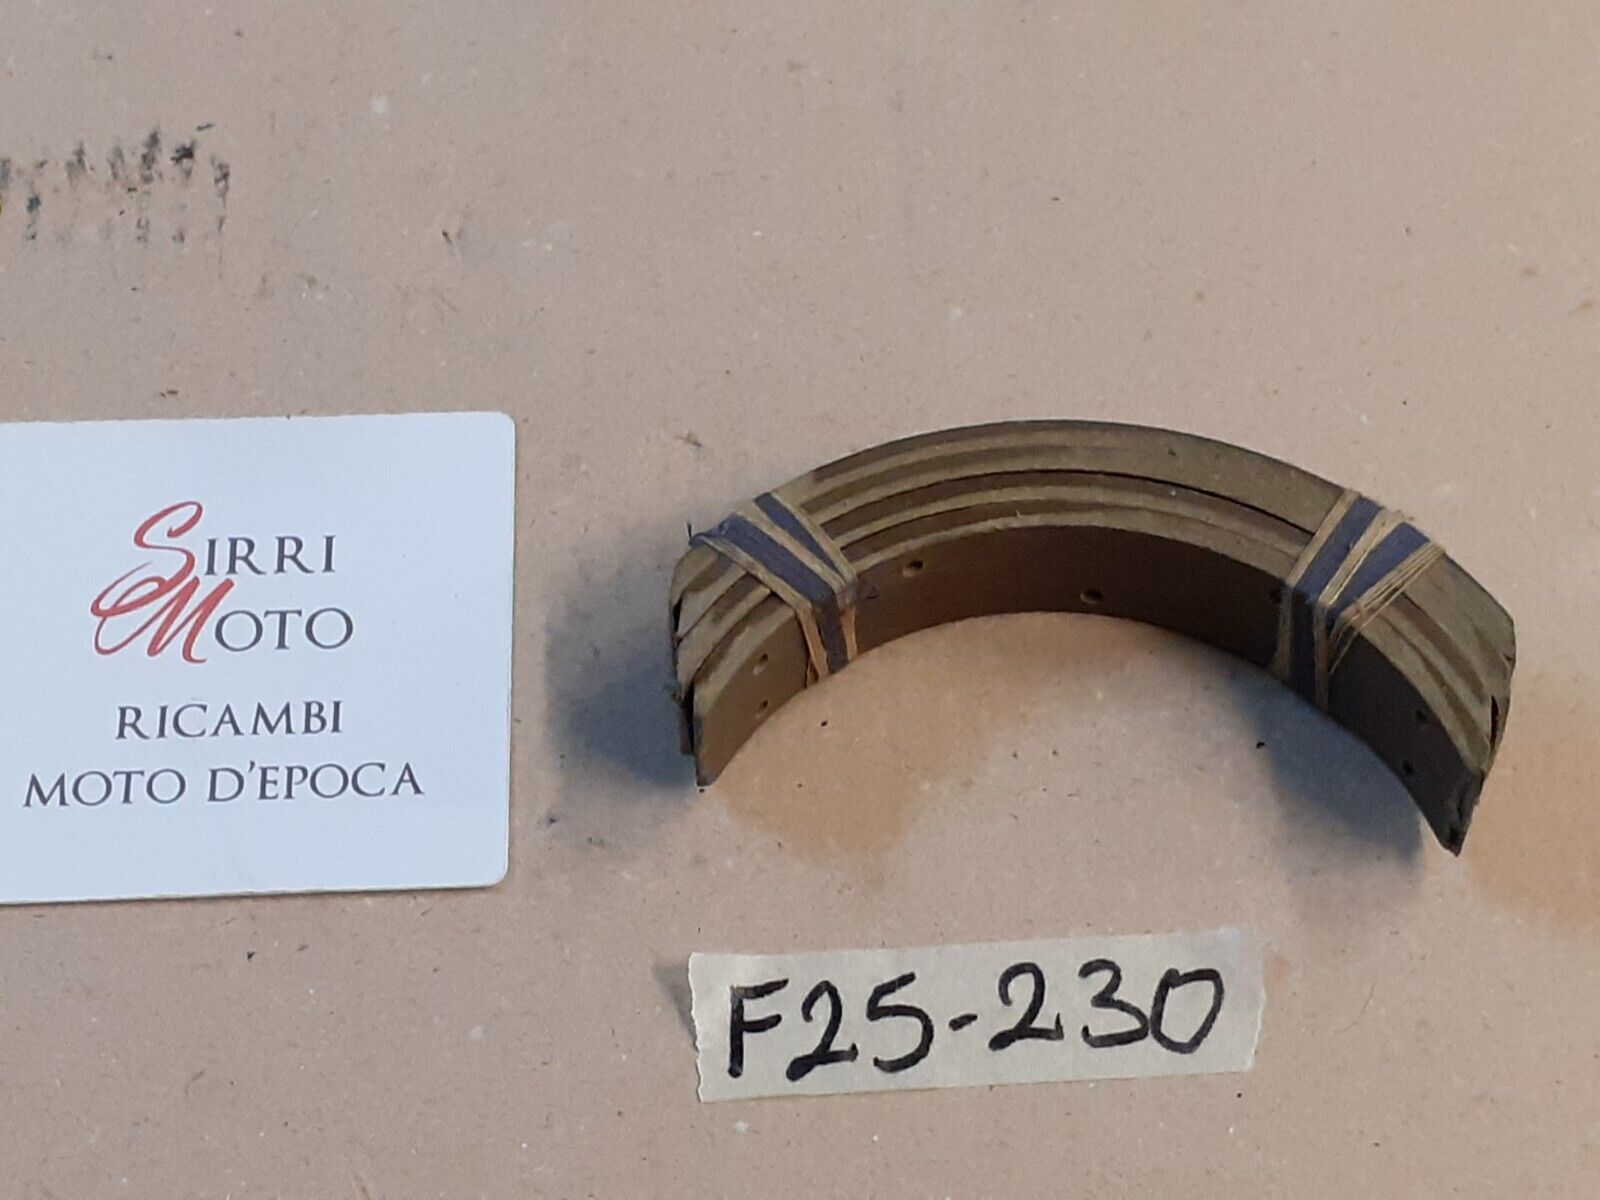 SIRRI
MOTO
RICAMBI
MOTO D'EPOCA
F25-230